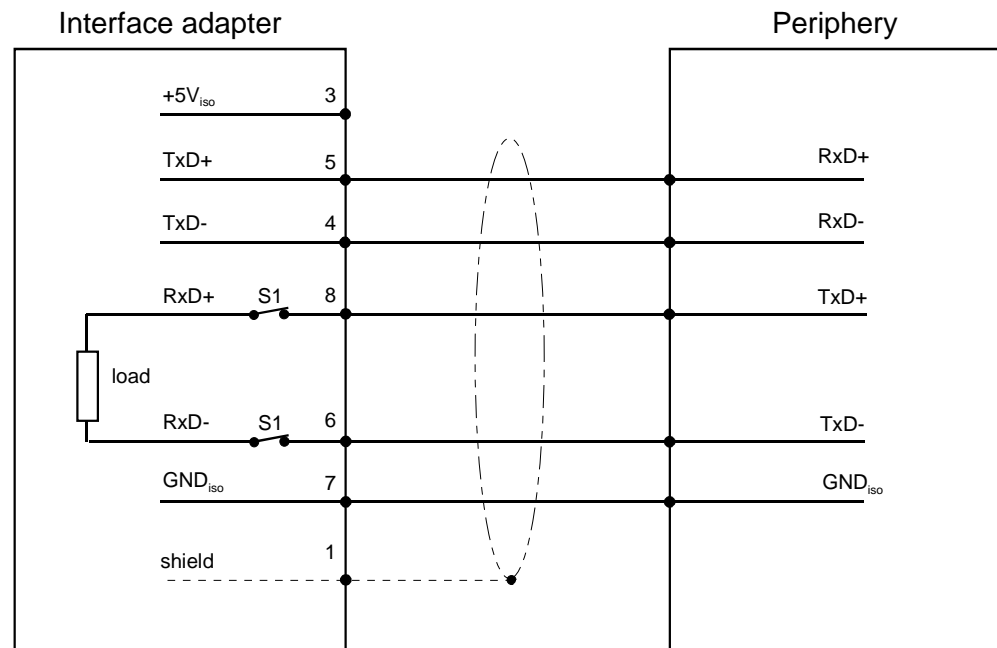 Interface adapter
Periphery
+5Viso 3
TxD+ 5 RxD+
TxD- 4 RxD-
RxD+ S1 8 TxD+
load
RxD- S1 6 TxD-
GNDiso 7 GNDiso
shield 1